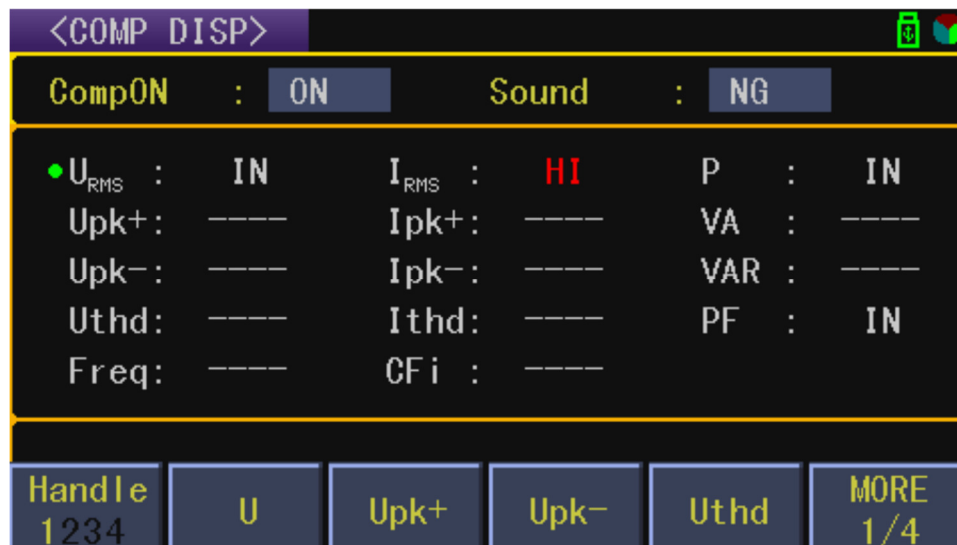 <COMP DISP>
CompON : ON Sound : NG
URMS : IN IRMS : HI P : IN
Upk+: ---- Ipk+: ---- VA : ----
Upk-: ---- Ipk-: ---- VAR : ----
Uthd: ---- Ithd: ---- PF : IN
Freq: ---- CFi : ----
Handle U Upk+ Upk- Uthd MORE
1234 1/4